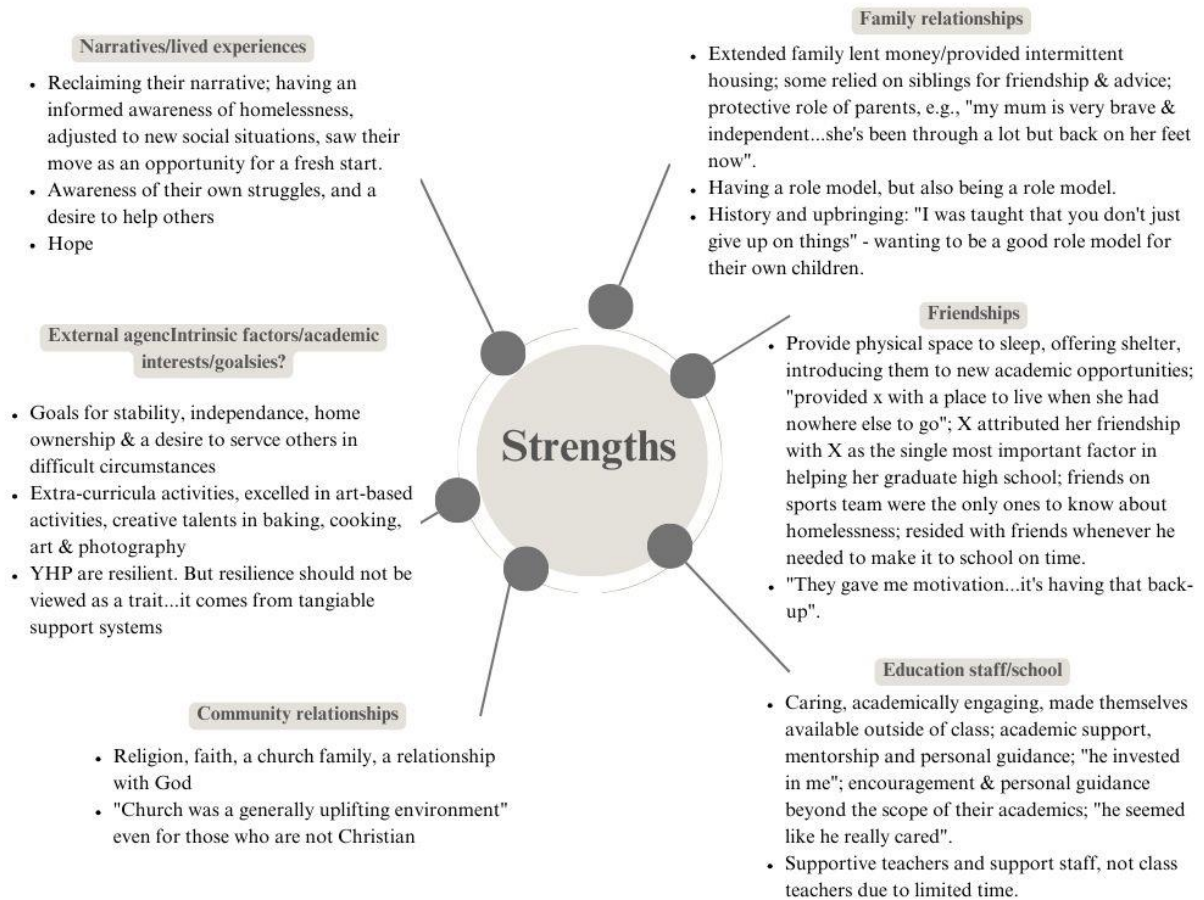 Narratives/lived experiences
Reclaiming their narrative; having an
informed awareness of homelessness,
adjusted to new social situations, saw their
move as an opportunity for a fresh start.
Awareness of their own struggles, and a
desire to help others
Hope
Family relationships
Extended family lent money/provided intermittent
housing; some relied on siblings for friendship & advice;
protective role of parents, e.g., "my mum is very brave &
independent...she's been through a lot but back on her feet
now".
Having a role model, but also being a role model.
History and upbringing: "I was taught that you don't just
give up on things" - wanting to be a good role model for
their own children.
External agencIntrinsic factors/academic
interests/goalsies?
Goals for stability, independance, home
ownership & a desire to servce others in
difficult circumstances
Extra-curricula activities, excelled in art-based
activities, creative talents in baking, cooking,
art & photography
YHP are resilient. But resilience should not be
viewed as a trait...it comes from tangiable
support systems
Strengths
Friendships
Provide physical space to sleep, offering shelter,
introducing them to new academic opportunities;
"provided x with a place to live when she had
nowhere else to go"; X attributed her friendship
with X as the single most important factor in
helping her graduate high school; friends on
sports team were the only ones to know about
homelessness; resided with friends whenever he
needed to make it to school on time.
"They gave me motivation...it's having that back-
up".
Community relationships
Religion, faith, a church family, a relationship
with God
"Church was a generally uplifting environment"
even for those who are not Christian
Education staff/school
Caring, academically engaging, made themselves
available outside of class; academic support,
mentorship and personal guidance; "he invested
in me"; encouragement & personal guidance
beyond the scope of their academics; "he seemed
like he really cared".
Supportive teachers and support staff, not class
teachers due to limited time.